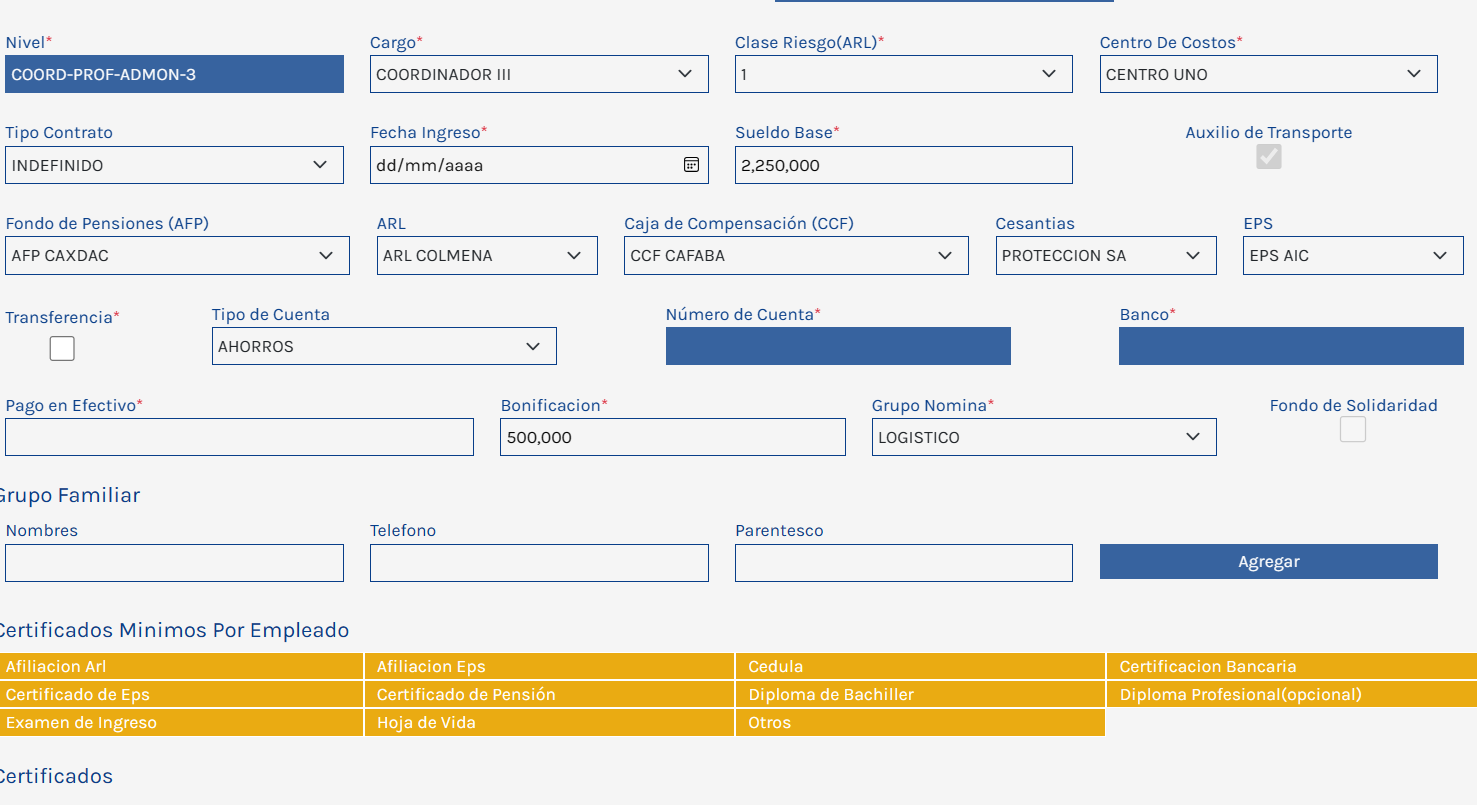 Nivel* Cargo* Clase Riesgo(ARL)* Centro De Costos*
COORD-PROF-ADMON-3 COORDINADOR III 1 CENTRO UNO
Tipo Contrato Fecha Ingreso* Sueldo Base* Auxilio de Transporte
INDEFINIDO dd/mm/aaaa 2,250,000
Fondo de Pensiones (AFP) ARL Caja de Compensación (CCF) Cesantias EPS
AFP CAXDAC ARL COLMENA CCF CAFABA PROTECCION SA EPS AIC
Transferencia* Tipo de Cuenta Número de Cuenta* Banco*
AHORROS
Pago en Efectivo* Bonificacion* Grupo Nomina* Fondo de Solidaridad
500,000 LOGISTICO
Grupo Familiar
Nombres Telefono Parentesco
Agregar
Certificados Minimos Por Empleado
Afiliacion Arl Afiliacion Eps Cedula Certificacion Bancaria
Certificado de Eps Certificado de Pensión Diploma de Bachiller Diploma Profesional(opcional)
Examen de Ingreso Hoja de Vida Otros
Certificados